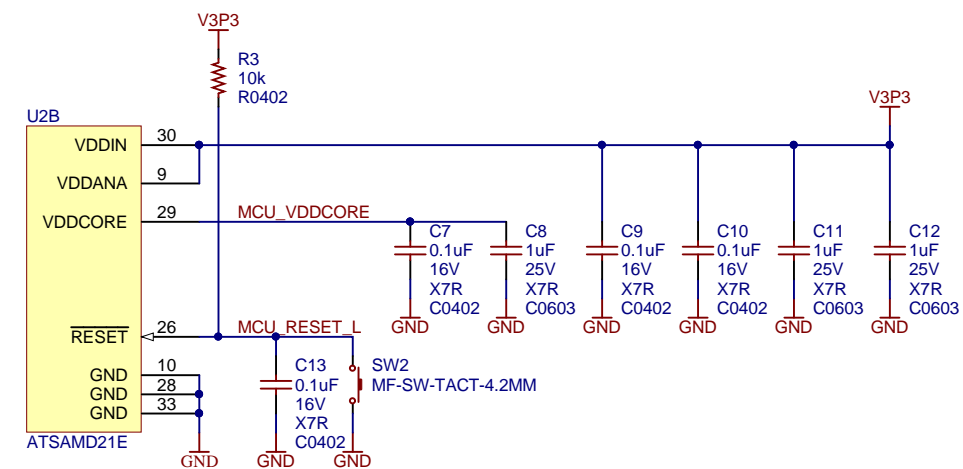 V3P3
R3
10k
R0402
U2B
VDDIN
30
VDDANA
9
VDDCORE
29
MCU_VDDCORE
RESET
26
MCU_RESET_L
GND
10
GND
28
GND
33
ATSAMD21E
GND
C13
0.1uF
16V
X7R
C0402
GND
SW2
MF-SW-TACT-4.2MM
GND
C7
0.1uF
16V
X7R
C0402
GND
C8
1uF
25V
X7R
C0603
GND
C9
0.1uF
16V
X7R
C0402
GND
C10
0.1uF
16V
X7R
C0402
GND
C11
1uF
25V
X7R
C0603
GND
V3P3
C12
1uF
25V
X7R
C0603
GND